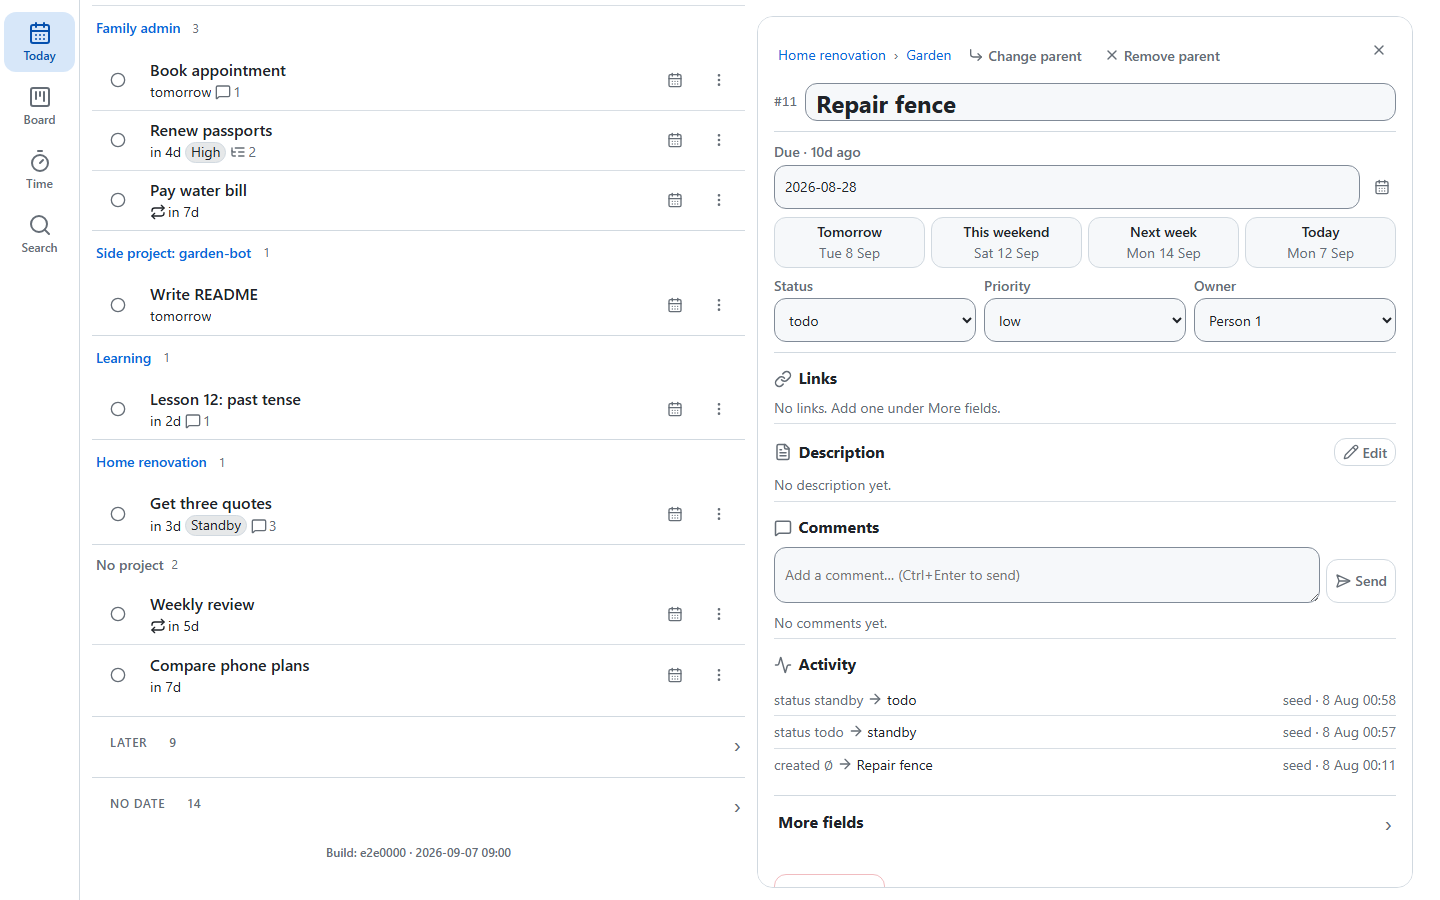 Today
Board
Time
Search
Family admin 3
Book appointment
tomorrow 1
Renew passports
in 4d High 2
Pay water bill
in 7d
Side project: garden-bot 1
Write README
tomorrow
Learning 1
Lesson 12: past tense
in 2d 1
Home renovation 1
Get three quotes
in 3d Standby 3
No project 2
Weekly review
in 5d
Compare phone plans
in 7d
LATER 9
NO DATE 14
Build: e2e0000 · 2026-09-07 09:00
Home renovation › Garden Change parent Remove parent
#11 Repair fence
Due · 10d ago
2026-08-28
Tomorrow This weekend Next week Today
Tue 8 Sep Sat 12 Sep Mon 14 Sep Mon 7 Sep
Status Priority Owner
todo low Person 1
Links
No links. Add one under More fields.
Description Edit
No description yet.
Comments
Add a comment... (Ctrl+Enter to send) Send
No comments yet.
Activity
status standby → todo seed · 8 Aug 00:58
status todo → standby seed · 8 Aug 00:57
created ∅ → Repair fence seed · 8 Aug 00:11
More fields